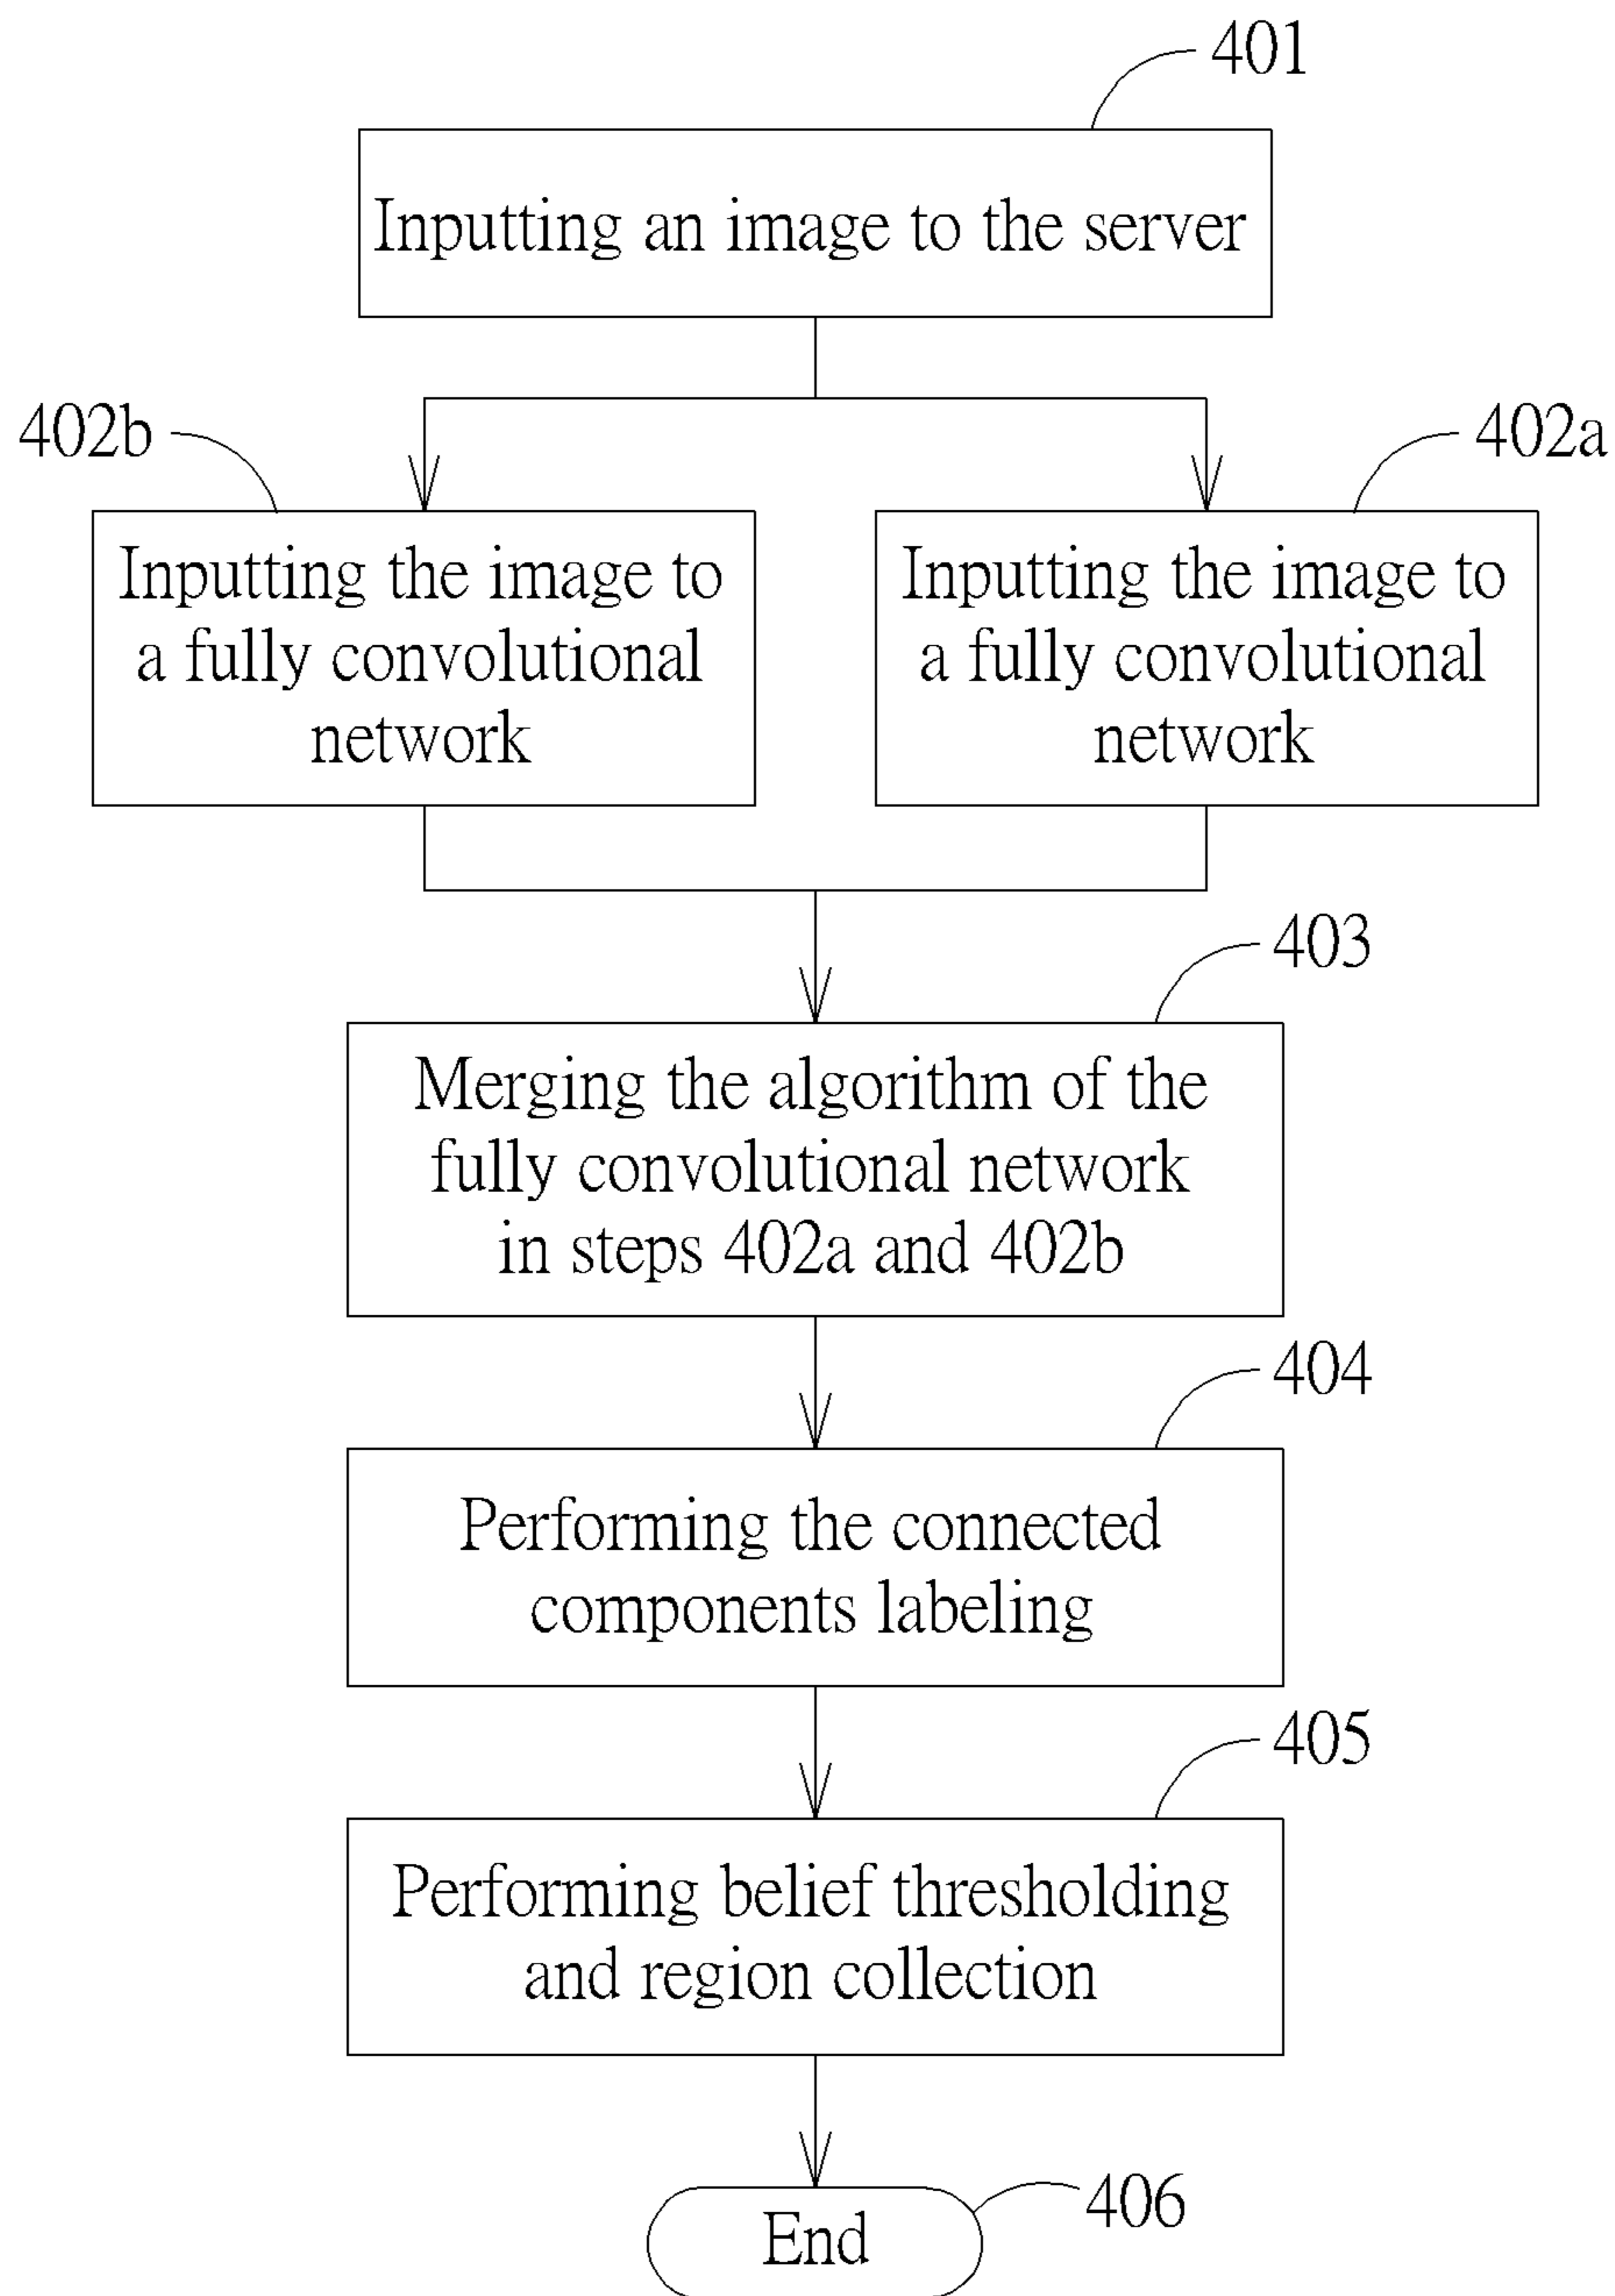 401
Inputting an image to the server
402b
402a
Inputting the image to
a fully convolutional
network
Inputting the image to
a fully convolutional
network
403
Merging the algorithm of the
fully convolutional network
in steps 402a and 402b
404
Performing the connected
components labeling
405
Performing belief thresholding
and region collection
406
End